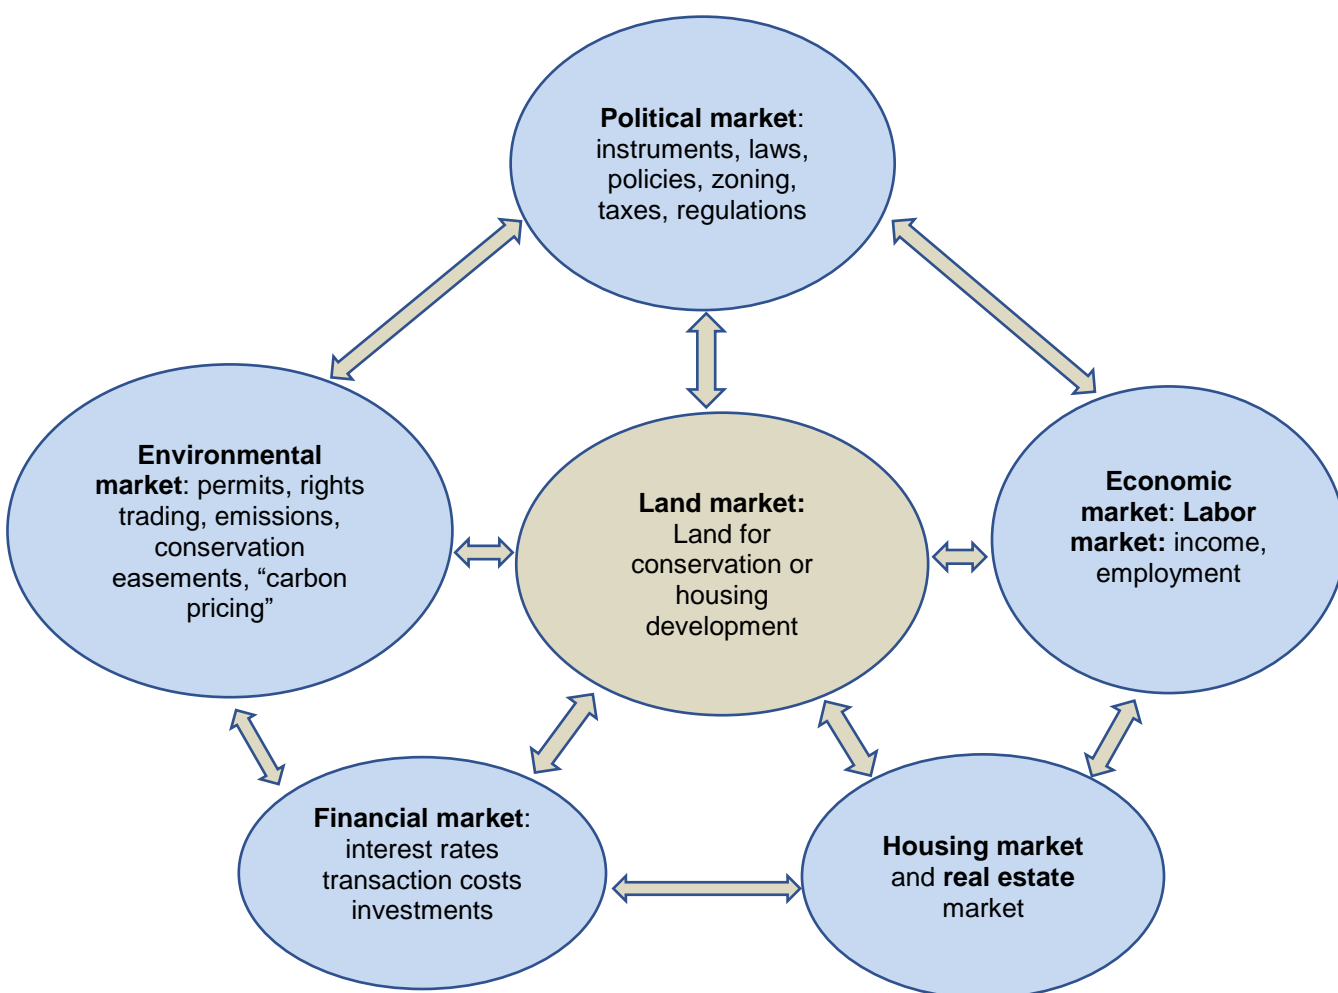 Political market:
instruments, laws,
policies, zoning,
taxes, regulations
Environmental
market: permits, rights
trading, emissions,
conservation
easements, “carbon
pricing”
Land market:
Land for
conservation or
housing
development
Economic
market: Labor
market: income,
employment
Financial market:
interest rates
transaction costs
investments
Housing market
and real estate
market